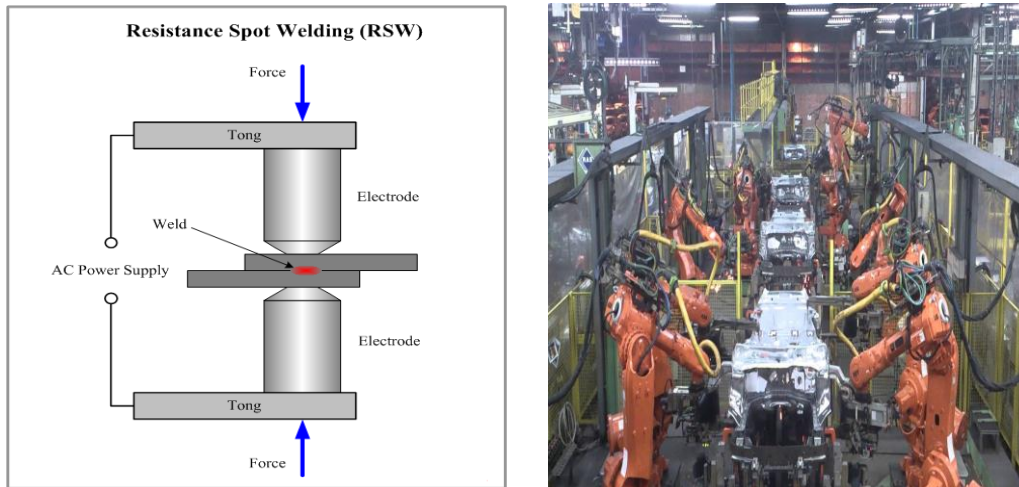 Resistance Spot Welding (RSW)
Force
Tong
Electrode
Weld
AC Power Supply
Electrode
Tong
Force